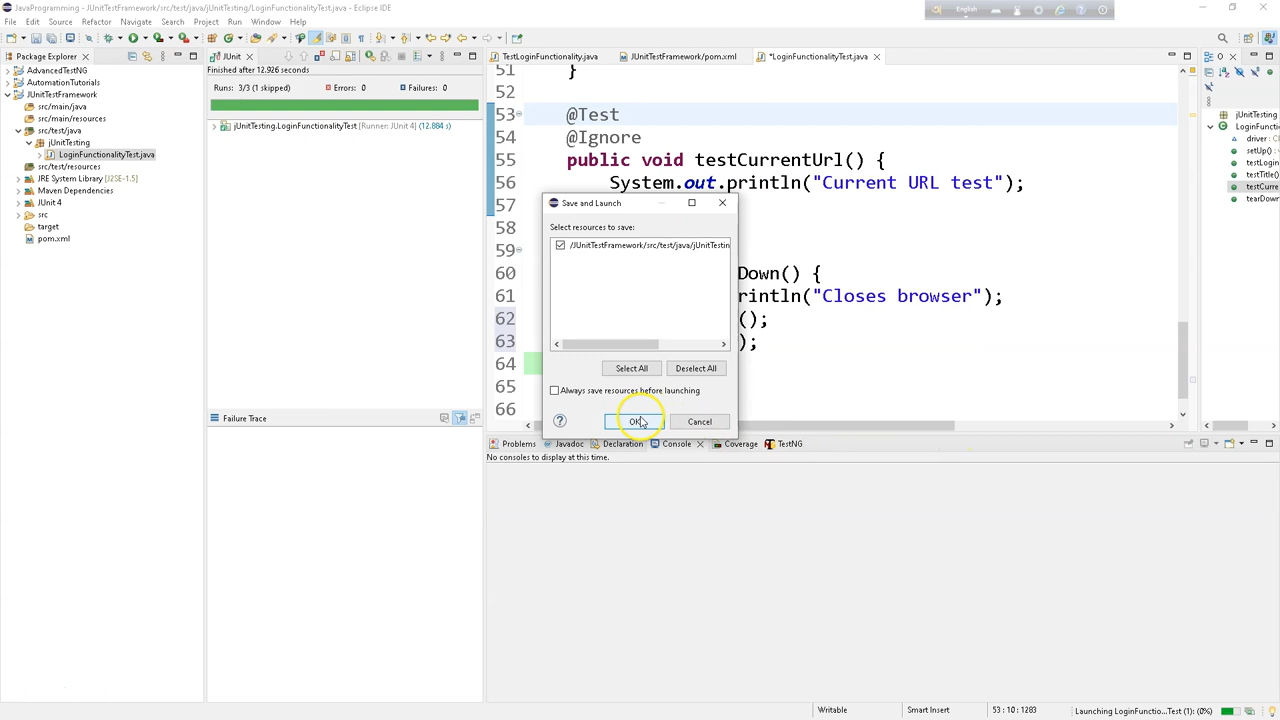 JavaProgramming - JUnitTestFramework/src/test/java/jUnitTesting/LoginFunctionalityTest.java - Eclipse IDE
English
File Edit Source Refactor Navigate Search Project Run Window Help
Package Explorer
AdvancedTestNG
AutomationTutorials
JUnitTestFramework
src/main/java
src/main/resources
src/test/java
jUnitTesting
LoginFunctionalityTest.java
src/test/resources
JRE System Library [J2SE-1.5]
Maven Dependencies
JUnit 4
src
target
pom.xml
JUnit
Finished after 12.926 seconds
Runs: 3/3 (1 skipped) Errors: 0 Failures: 0
jUnitTesting.LoginFunctionalityTest [Runner: JUnit 4] (12.884 s)
Failure Trace
TestLoginFunctionality.java JUnitTestFramework/pom.xml *LoginFunctionalityTest.java
51 }
52
53 @Test
54 @Ignore
55 public void testCurrentUrl() {
56 System.out.println("Current URL test");
57
58
59
60 Down() {
61 rintln("Closes browser");
62 ();
63 );
64
65
66
Save and Launch
Select resources to save:
/JUnitTestFramework/src/test/java/jUnitTestin
Select All Deselect All
Always save resources before launching
OK Cancel
O
jUnitTesting
LoginFunctio
driver :
setUp() :
testLogin
testTitle()
testCurre
tearDown
Problems Javadoc Declaration Console Coverage TestNG
No consoles to display at this time.
Writable Smart Insert 53 : 10 : 1283 Launching LoginFunctio...Test (1): (0%)